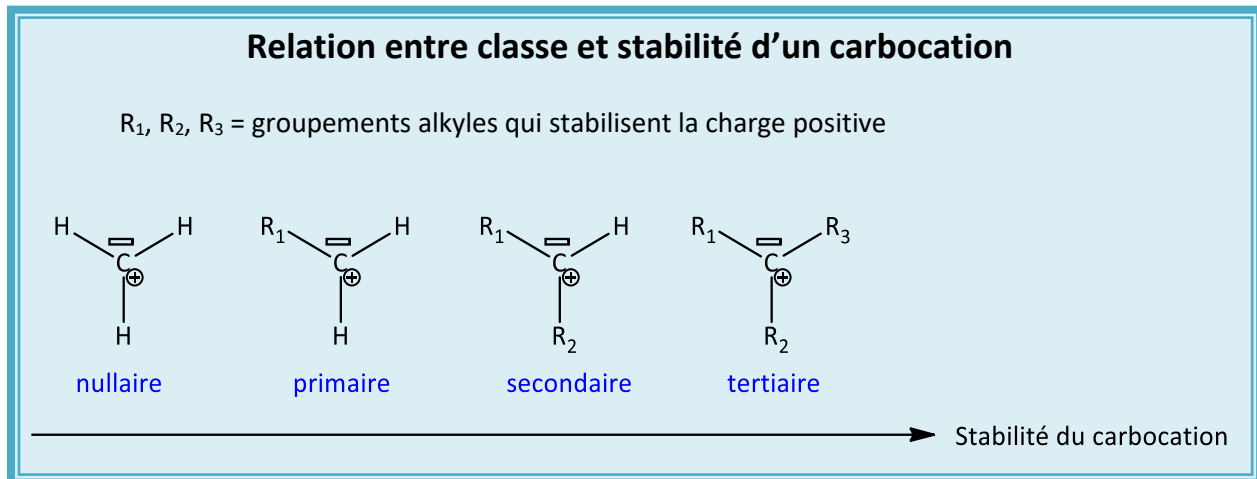 Relation entre classe et stabilité d’un carbocation
R₁, R₂, R₃ = groupements alkyles qui stabilisent la charge positive
H H R₁ H R₁ H R₁ R₃
C⊕ C⊕ C⊕ C⊕
H H R₂ R₂
nullaire primaire secondaire tertiaire
Stabilité du carbocation